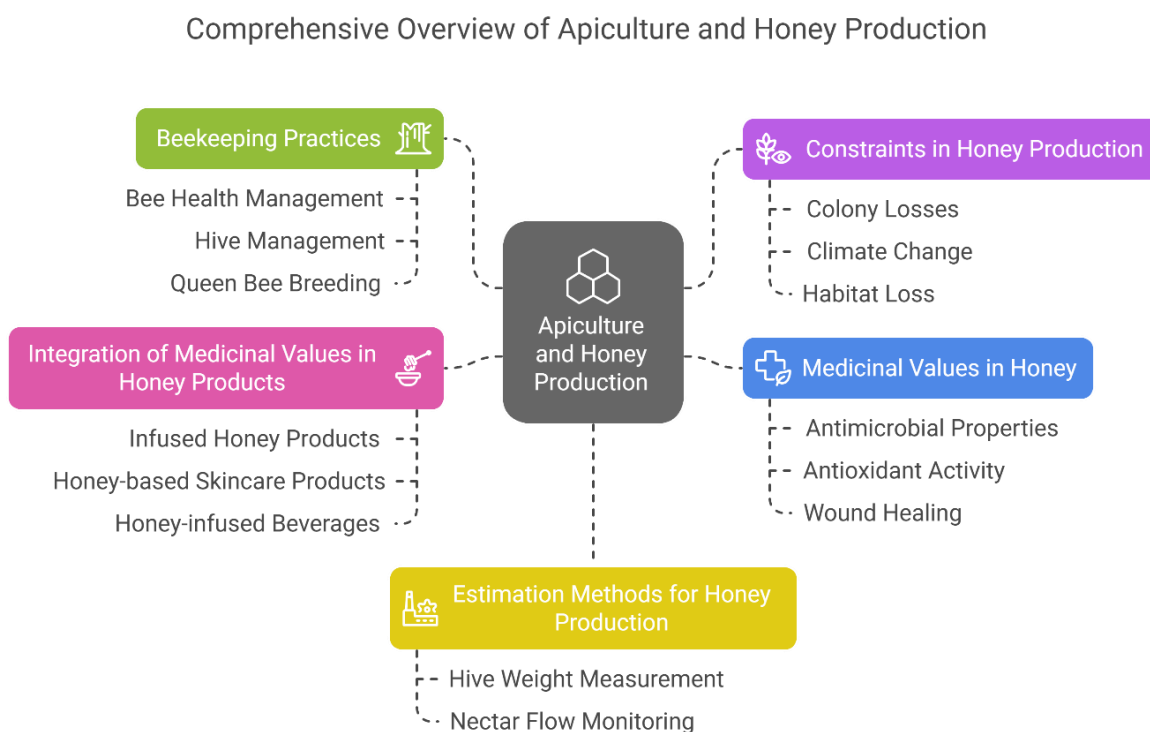 Comprehensive Overview of Apiculture and Honey Production
Beekeeping Practices
Bee Health Management
Hive Management
Queen Bee Breeding
Integration of Medicinal Values in
Honey Products
Infused Honey Products
Honey-based Skincare Products
Honey-infused Beverages
Apiculture
and Honey
Production
Constraints in Honey Production
Colony Losses
Climate Change
Habitat Loss
Medicinal Values in Honey
Antimicrobial Properties
Antioxidant Activity
Wound Healing
Estimation Methods for Honey
Production
Hive Weight Measurement
Nectar Flow Monitoring